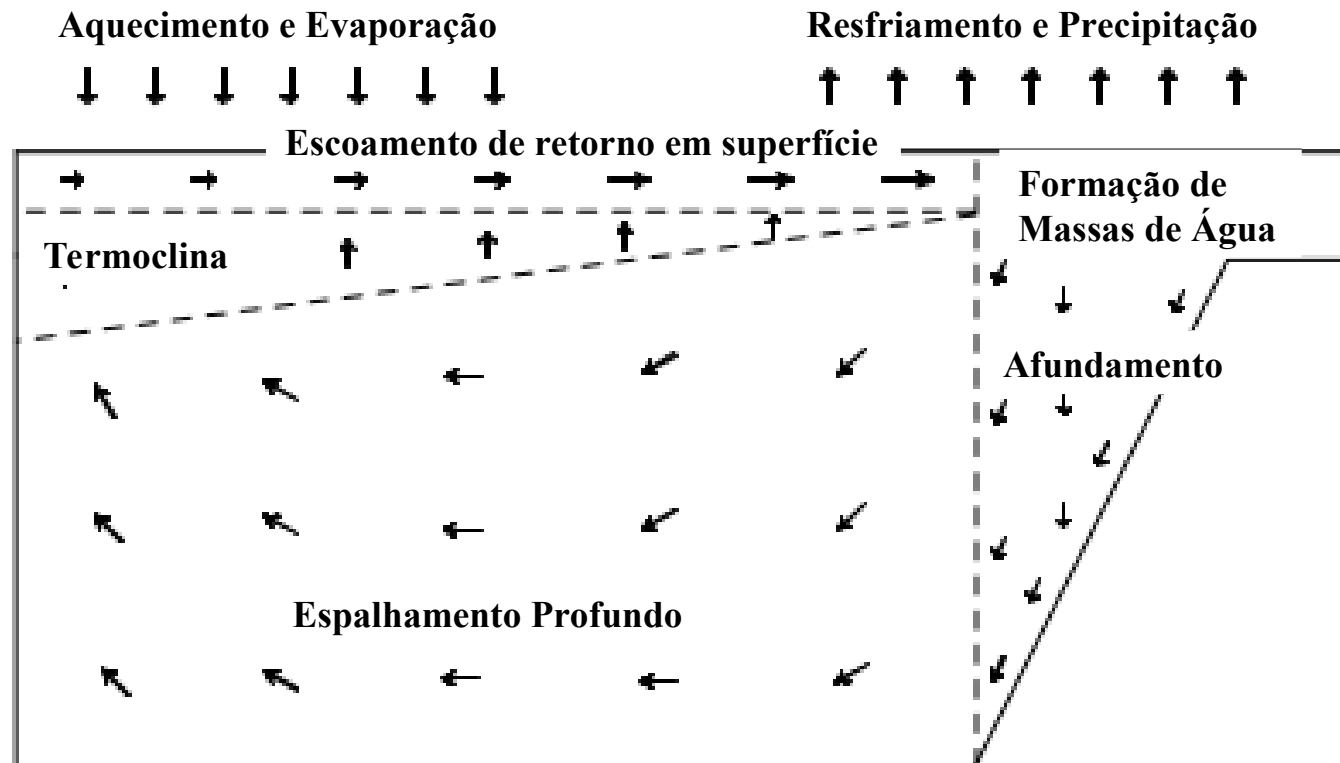 Aquecimento e Evaporação
Resfriamento e Precipitação
Escoamento de retorno em superfície
Formação de
Massas de Água
Termoclina
Afundamento
Espalhamento Profundo